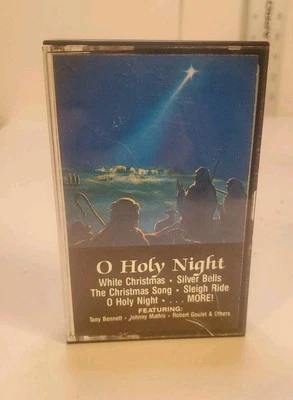 O Holy Night
White Christmas • Silver Bells
The Christmas Song • Sleigh Ride
O Holy Night • . . . MORE!
FEATURING:
Tony Bennett • Johnny Mathis • Robert Goulet & Others